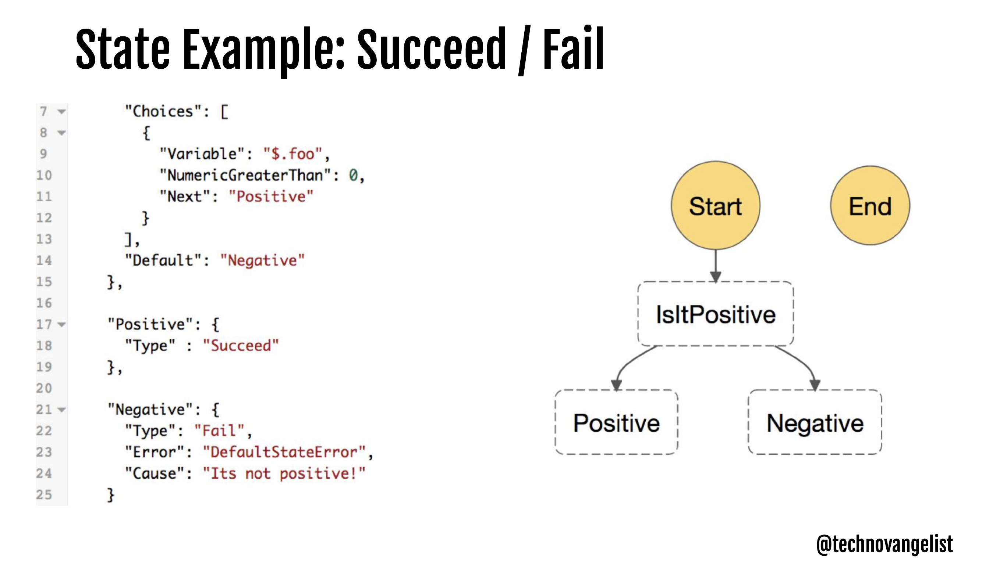 State Example: Succeed / Fail
7 "Choices": [
8 {
9 "Variable": "$.foo",
10 "NumericGreaterThan": 0,
11 "Next": "Positive"
12 }
13 ],
14 "Default": "Negative"
15 },
16
17 "Positive": {
18 "Type" : "Succeed"
19 },
20
21 "Negative": {
22 "Type": "Fail",
23 "Error": "DefaultStateError",
24 "Cause": "Its not positive!"
25 }
Start
End
IsItPositive
Positive
Negative
@technovangelist